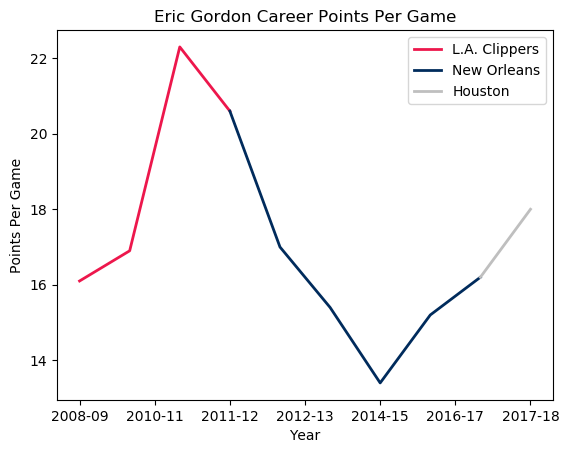 Eric Gordon Career Points Per Game
L.A. Clippers
New Orleans
Houston
22
20
18
16
14
Points Per Game
2008-09 2010-11 2011-12 2012-13 2014-15 2016-17 2017-18
Year